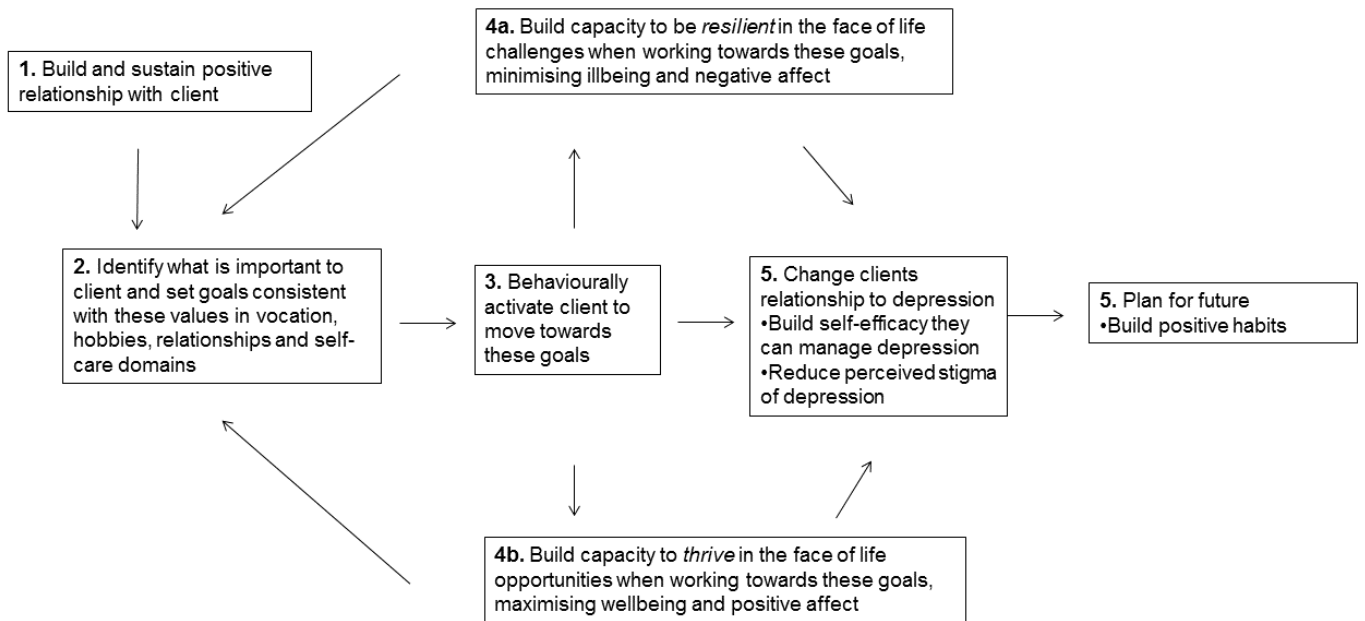 1. Build and sustain positive
relationship with client
4a. Build capacity to be resilient in the face of life
challenges when working towards these goals,
minimising illbeing and negative affect
2. Identify what is important to
client and set goals consistent
with these values in vocation,
hobbies, relationships and self-
care domains
3. Behaviourally
activate client to
move towards
these goals
5. Change clients
relationship to depression
•Build self-efficacy they
can manage depression
•Reduce perceived stigma
of depression
5. Plan for future
•Build positive habits
4b. Build capacity to thrive in the face of life
opportunities when working towards these goals,
maximising wellbeing and positive affect